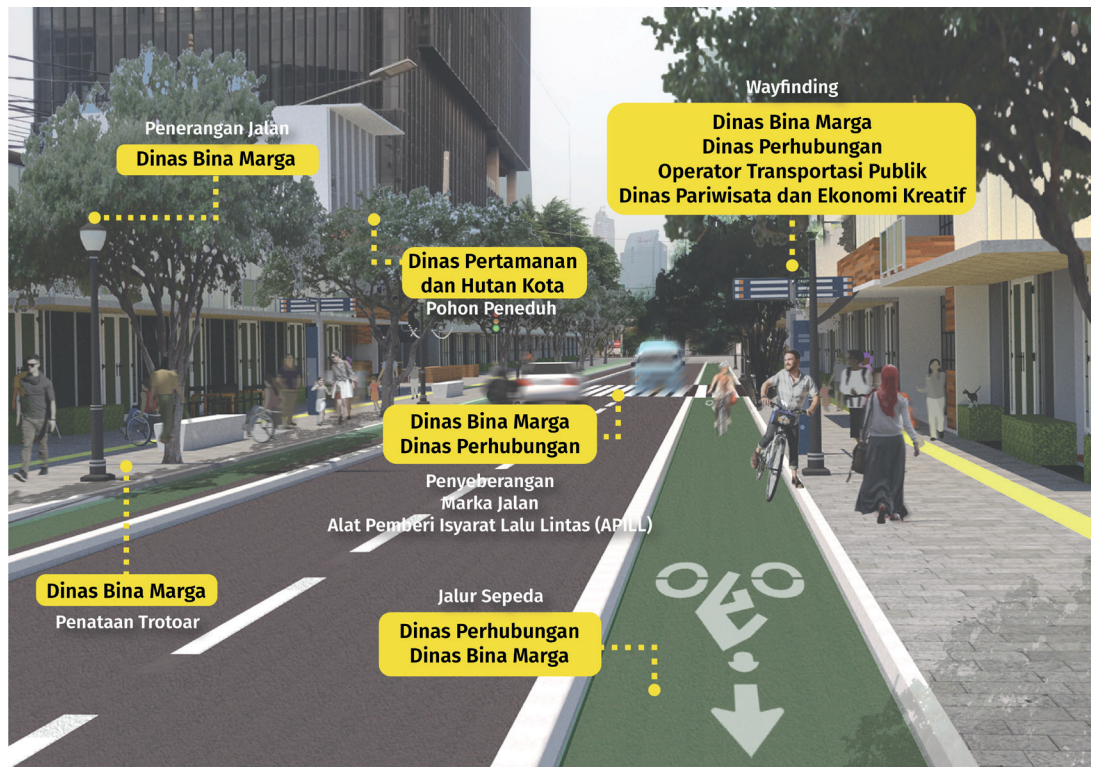 Wayfinding
Dinas Bina Marga
Dinas Perhubungan
Operator Transportasi Publik
Dinas Pariwisata dan Ekonomi Kreatif
Penerangan Jalan
Dinas Bina Marga
Dinas Pertamanan
dan Hutan Kota
Pohon Peneduh
Dinas Bina Marga
Dinas Perhubungan
Penyeberangan
Marka Jalan
Alat Pemberi Isyarat Lalu Lintas (APILL)
Dinas Bina Marga
Penataan Trotoar
Jalur Sepeda
Dinas Perhubungan
Dinas Bina Marga